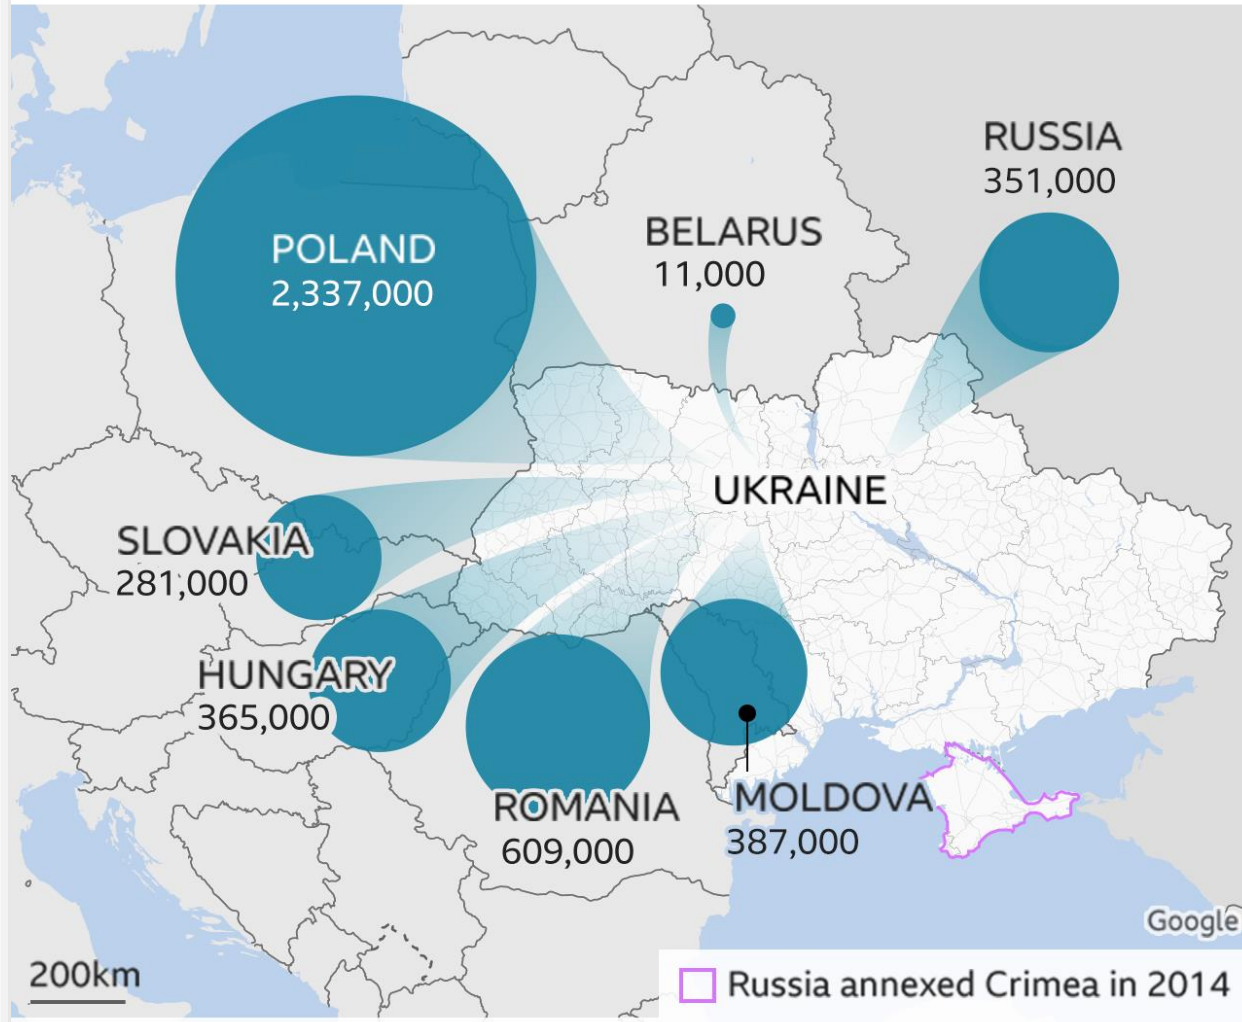 RUSSIA
351,000
BELARUS
11,000
POLAND
2,337,000
UKRAINE
SLOVAKIA
281,000
HUNGARY
365,000
ROMANIA
609,000
MOLDOVA
387,000
Google
200km
Russia annexed Crimea in 2014